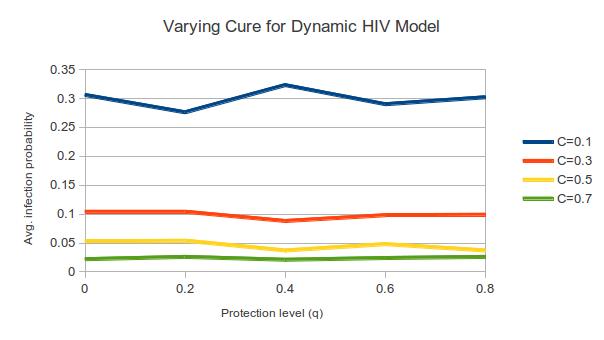 Varying Cure for Dynamic HIV Model
0.35
0.3
0.25
0.2
0.15
0.1
0.05
0
Avg. infection probability
0 0.2 0.4 0.6 0.8
Protection level (q)
C=0.1
C=0.3
C=0.5
C=0.7